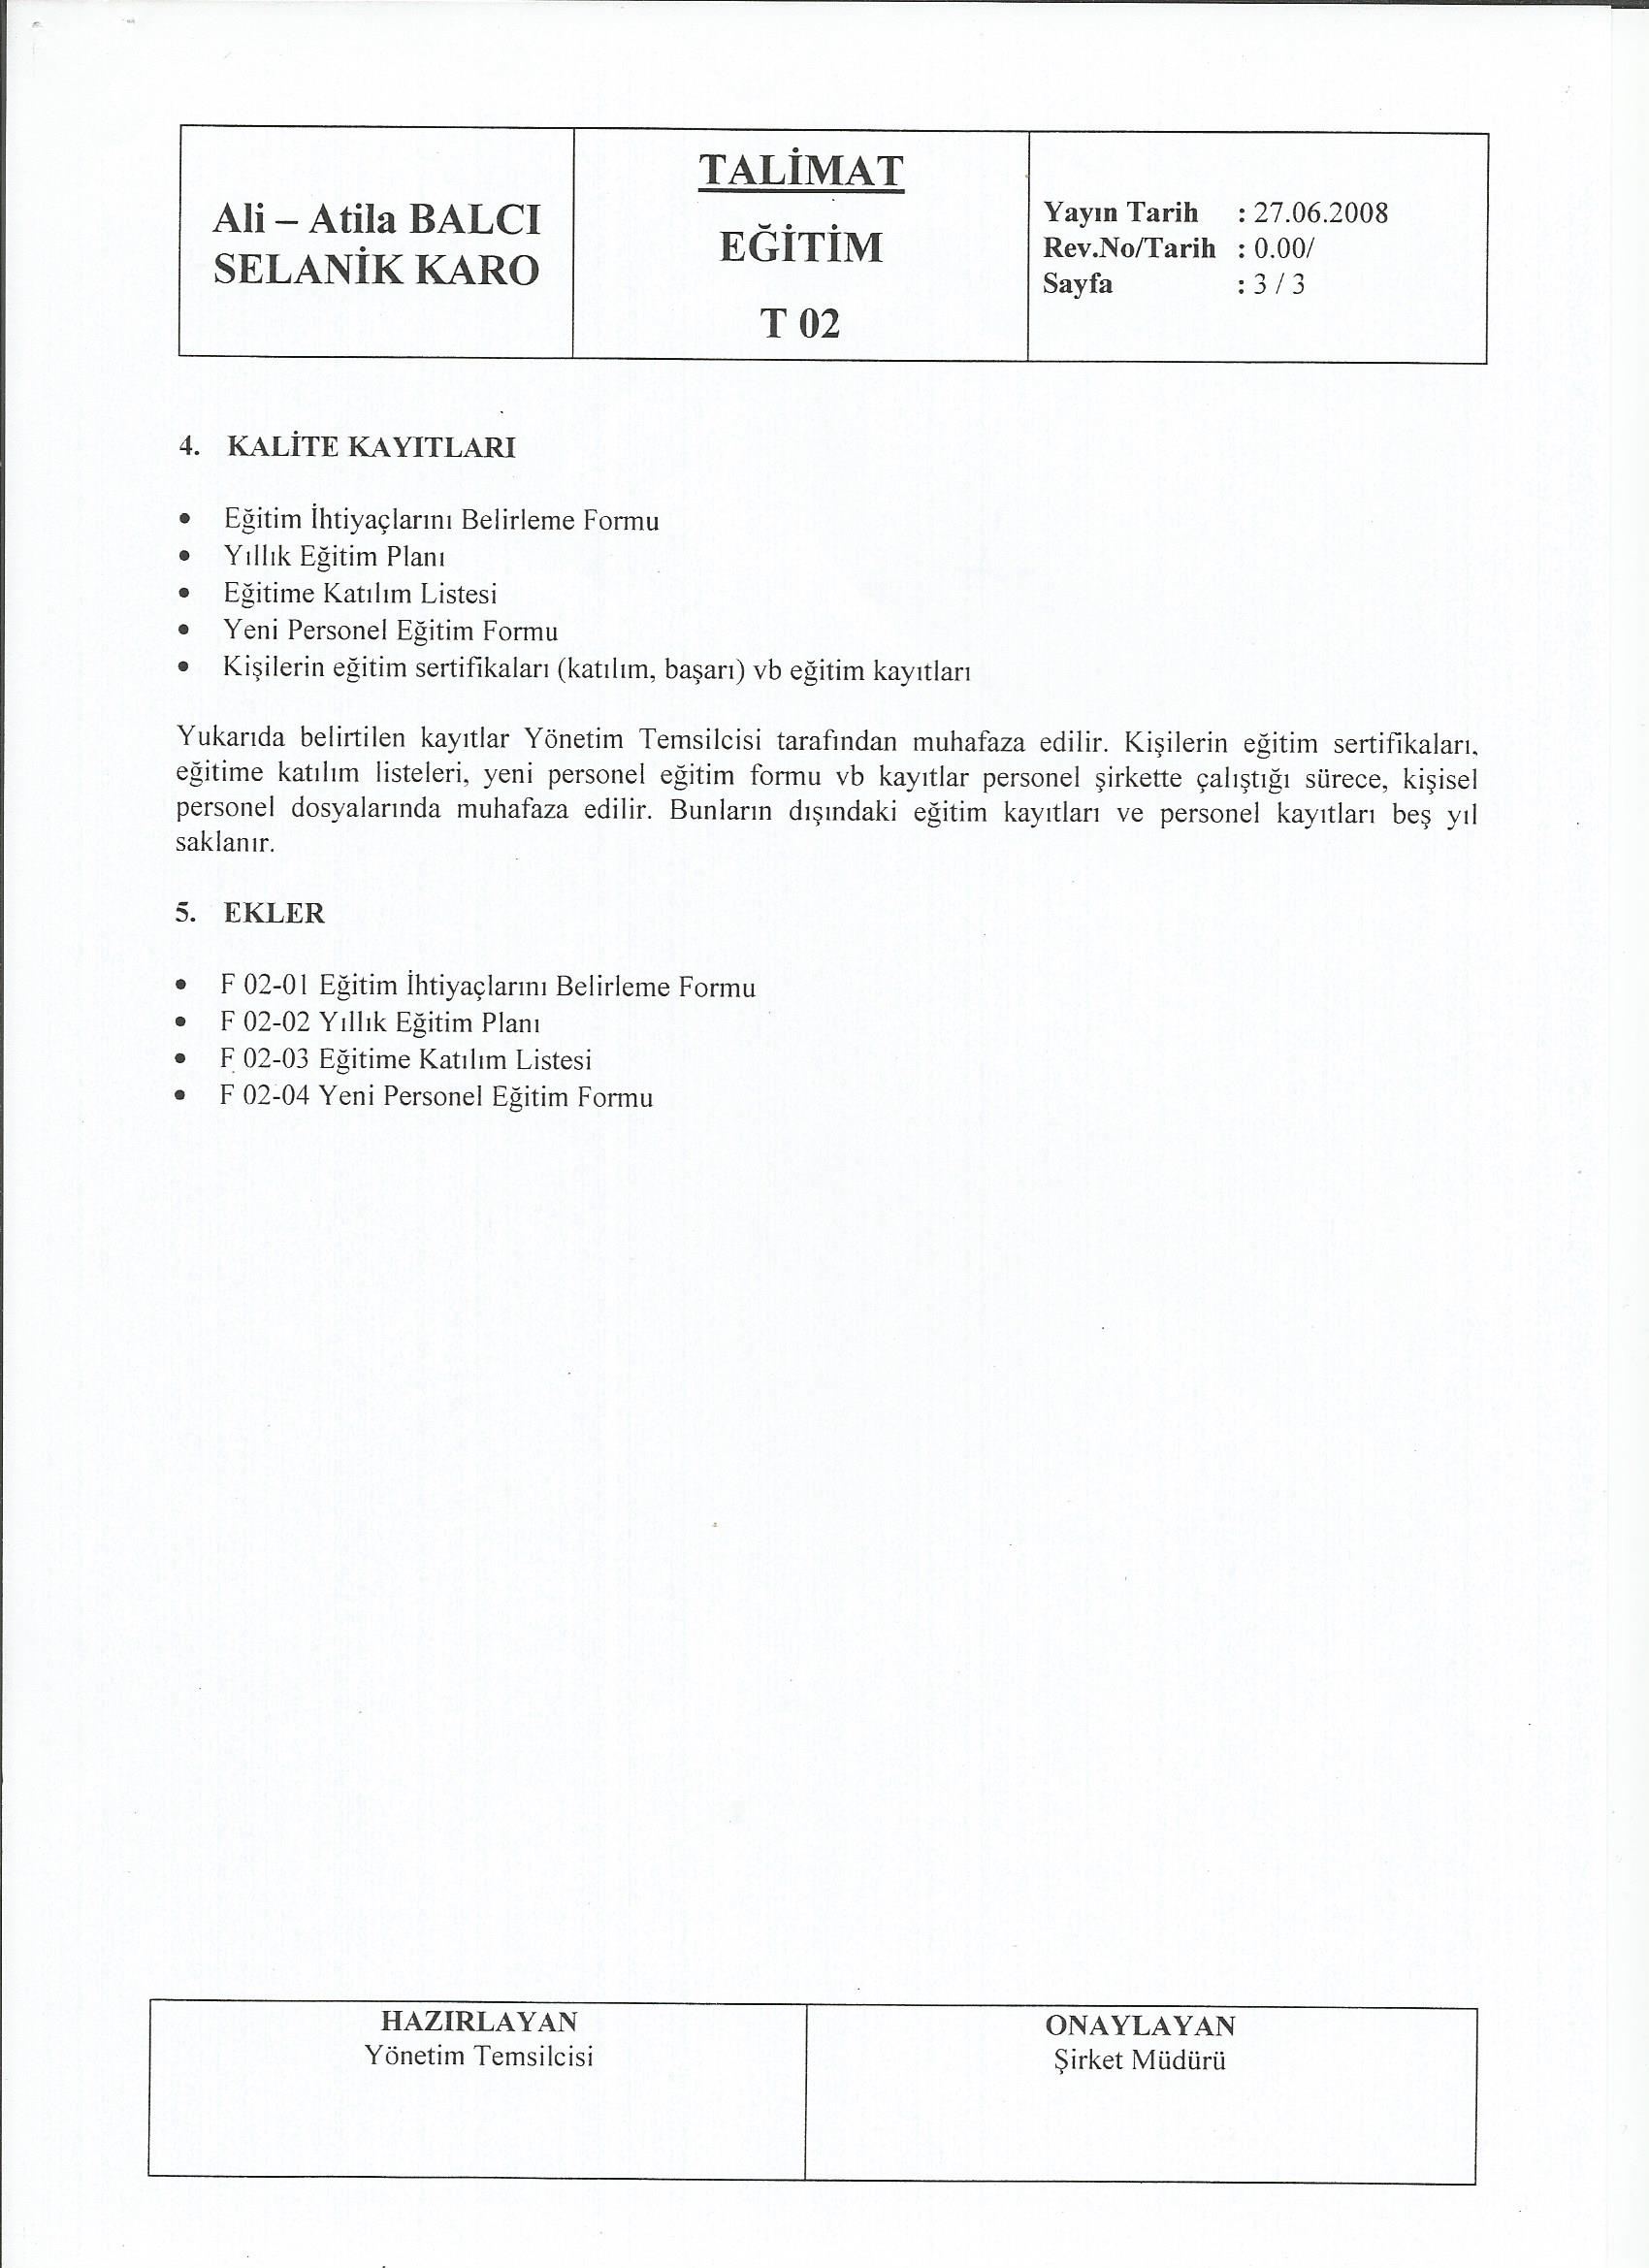 Ali – Atila BALCI
SELANİK KARO
TALİMAT
EĞİTİM
T 02
Yayın Tarih : 27.06.2008
Rev.No/Tarih : 0.00/
Sayfa : 3 / 3
4. KALİTE KAYITLARI
• Eğitim İhtiyaçlarını Belirleme Formu
• Yıllık Eğitim Planı
• Eğitime Katılım Listesi
• Yeni Personel Eğitim Formu
• Kişilerin eğitim sertifikaları (katılım, başarı) vb eğitim kayıtları
Yukarıda belirtilen kayıtlar Yönetim Temsilcisi tarafından muhafaza edilir. Kişilerin eğitim sertifikaları,
eğitime katılım listeleri, yeni personel eğitim formu vb kayıtlar personel şirkette çalıştığı sürece, kişisel
personel dosyalarında muhafaza edilir. Bunların dışındaki eğitim kayıtları ve personel kayıtları beş yıl
saklanır.
5. EKLER
• F 02-01 Eğitim İhtiyaçlarını Belirleme Formu
• F 02-02 Yıllık Eğitim Planı
• F 02-03 Eğitime Katılım Listesi
• F 02-04 Yeni Personel Eğitim Formu
HAZIRLAYAN
Yönetim Temsilcisi
ONAYLAYAN
Şirket Müdürü